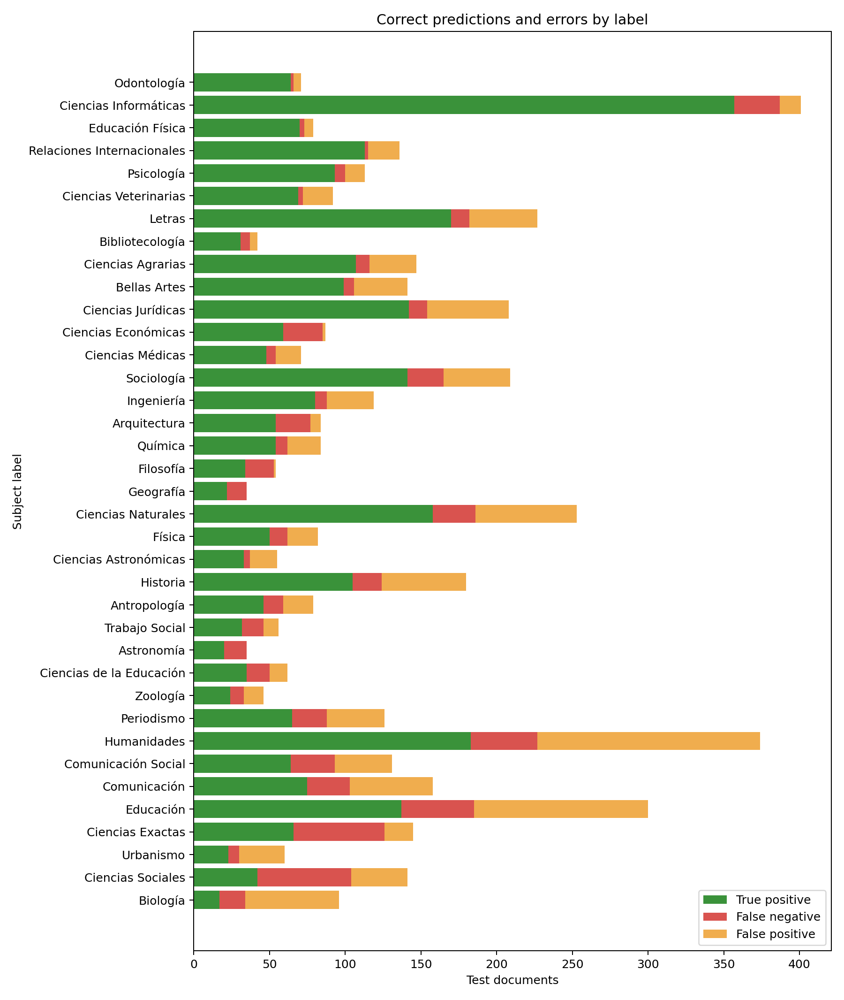 Correct predictions and errors by label
Subject label
Odontología
Ciencias Informáticas
Educación Física
Relaciones Internacionales
Psicología
Ciencias Veterinarias
Letras
Bibliotecología
Ciencias Agrarias
Bellas Artes
Ciencias Jurídicas
Ciencias Económicas
Ciencias Médicas
Sociología
Ingeniería
Arquitectura
Química
Filosofía
Geografía
Ciencias Naturales
Física
Ciencias Astronómicas
Historia
Antropología
Trabajo Social
Astronomía
Ciencias de la Educación
Zoología
Periodismo
Humanidades
Comunicación Social
Comunicación
Educación
Ciencias Exactas
Urbanismo
Ciencias Sociales
Biología
True positive
False negative
False positive
0 50 100 150 200 250 300 350 400
Test documents